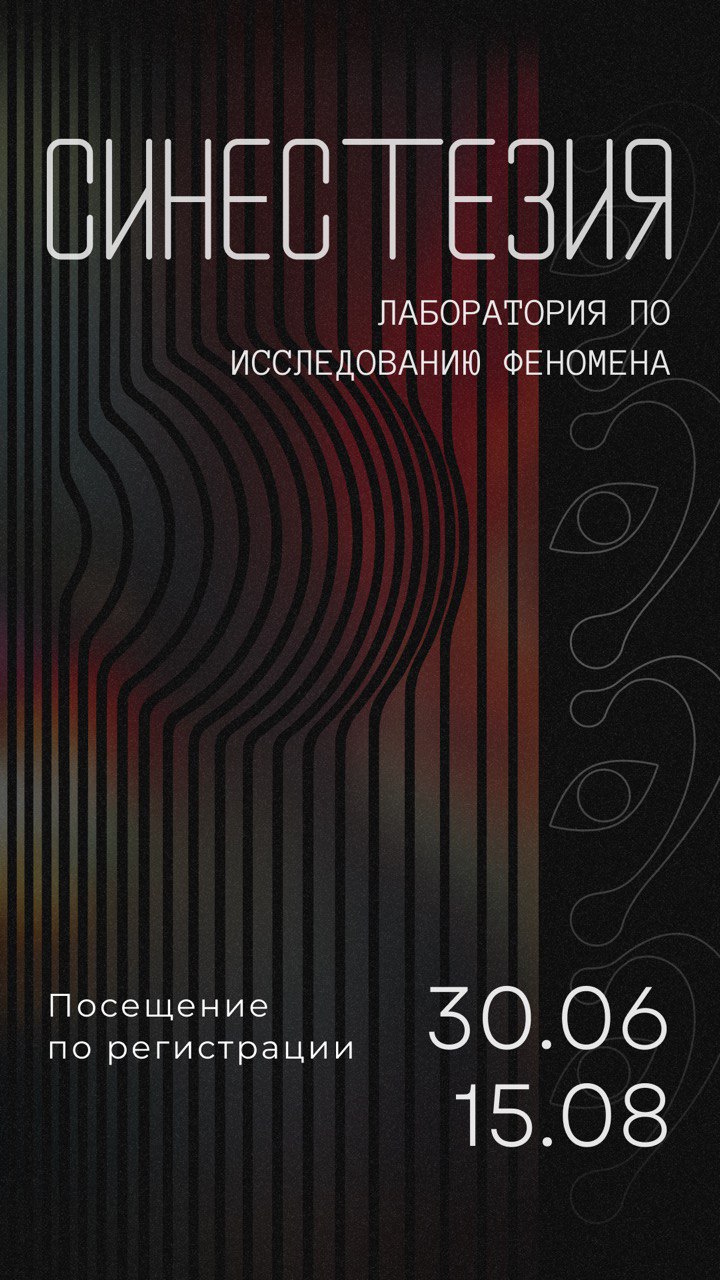 СИНЕСТЕЗИЯ
ЛАБОРАТОРИЯ ПО
ИССЛЕДОВАНИЮ ФЕНОМЕНА
Посещение
по регистрации
30.06
15.08